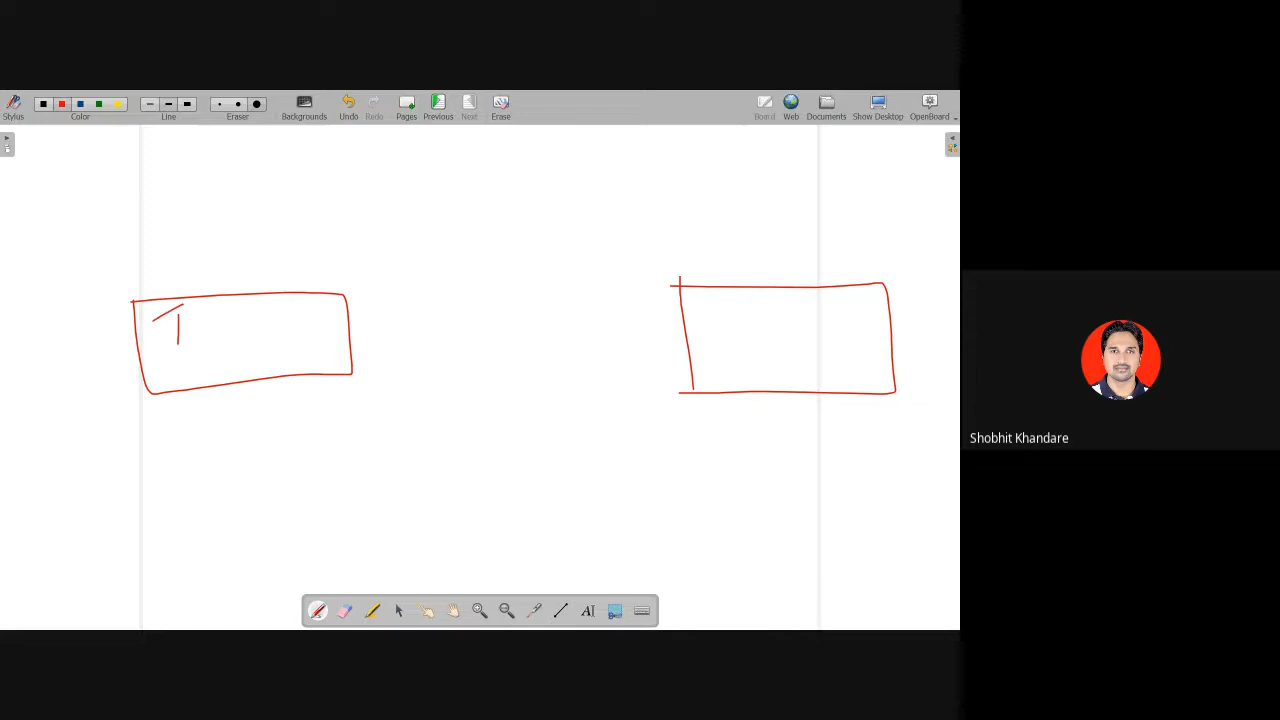 Stylus
Color
Line
Eraser
Backgrounds
Undo
Redo
Pages
Previous
Next
Erase
Board
Web
Documents
Show Desktop
OpenBoard
T
AI
Shobhit Khandare